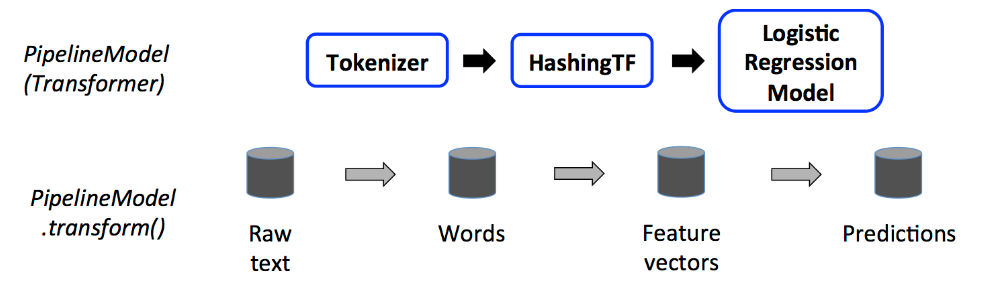 PipelineModel
(Transformer)
Tokenizer
HashingTF
Logistic
Regression
Model
PipelineModel
.transform()
Raw
text
Words
Feature
vectors
Predictions